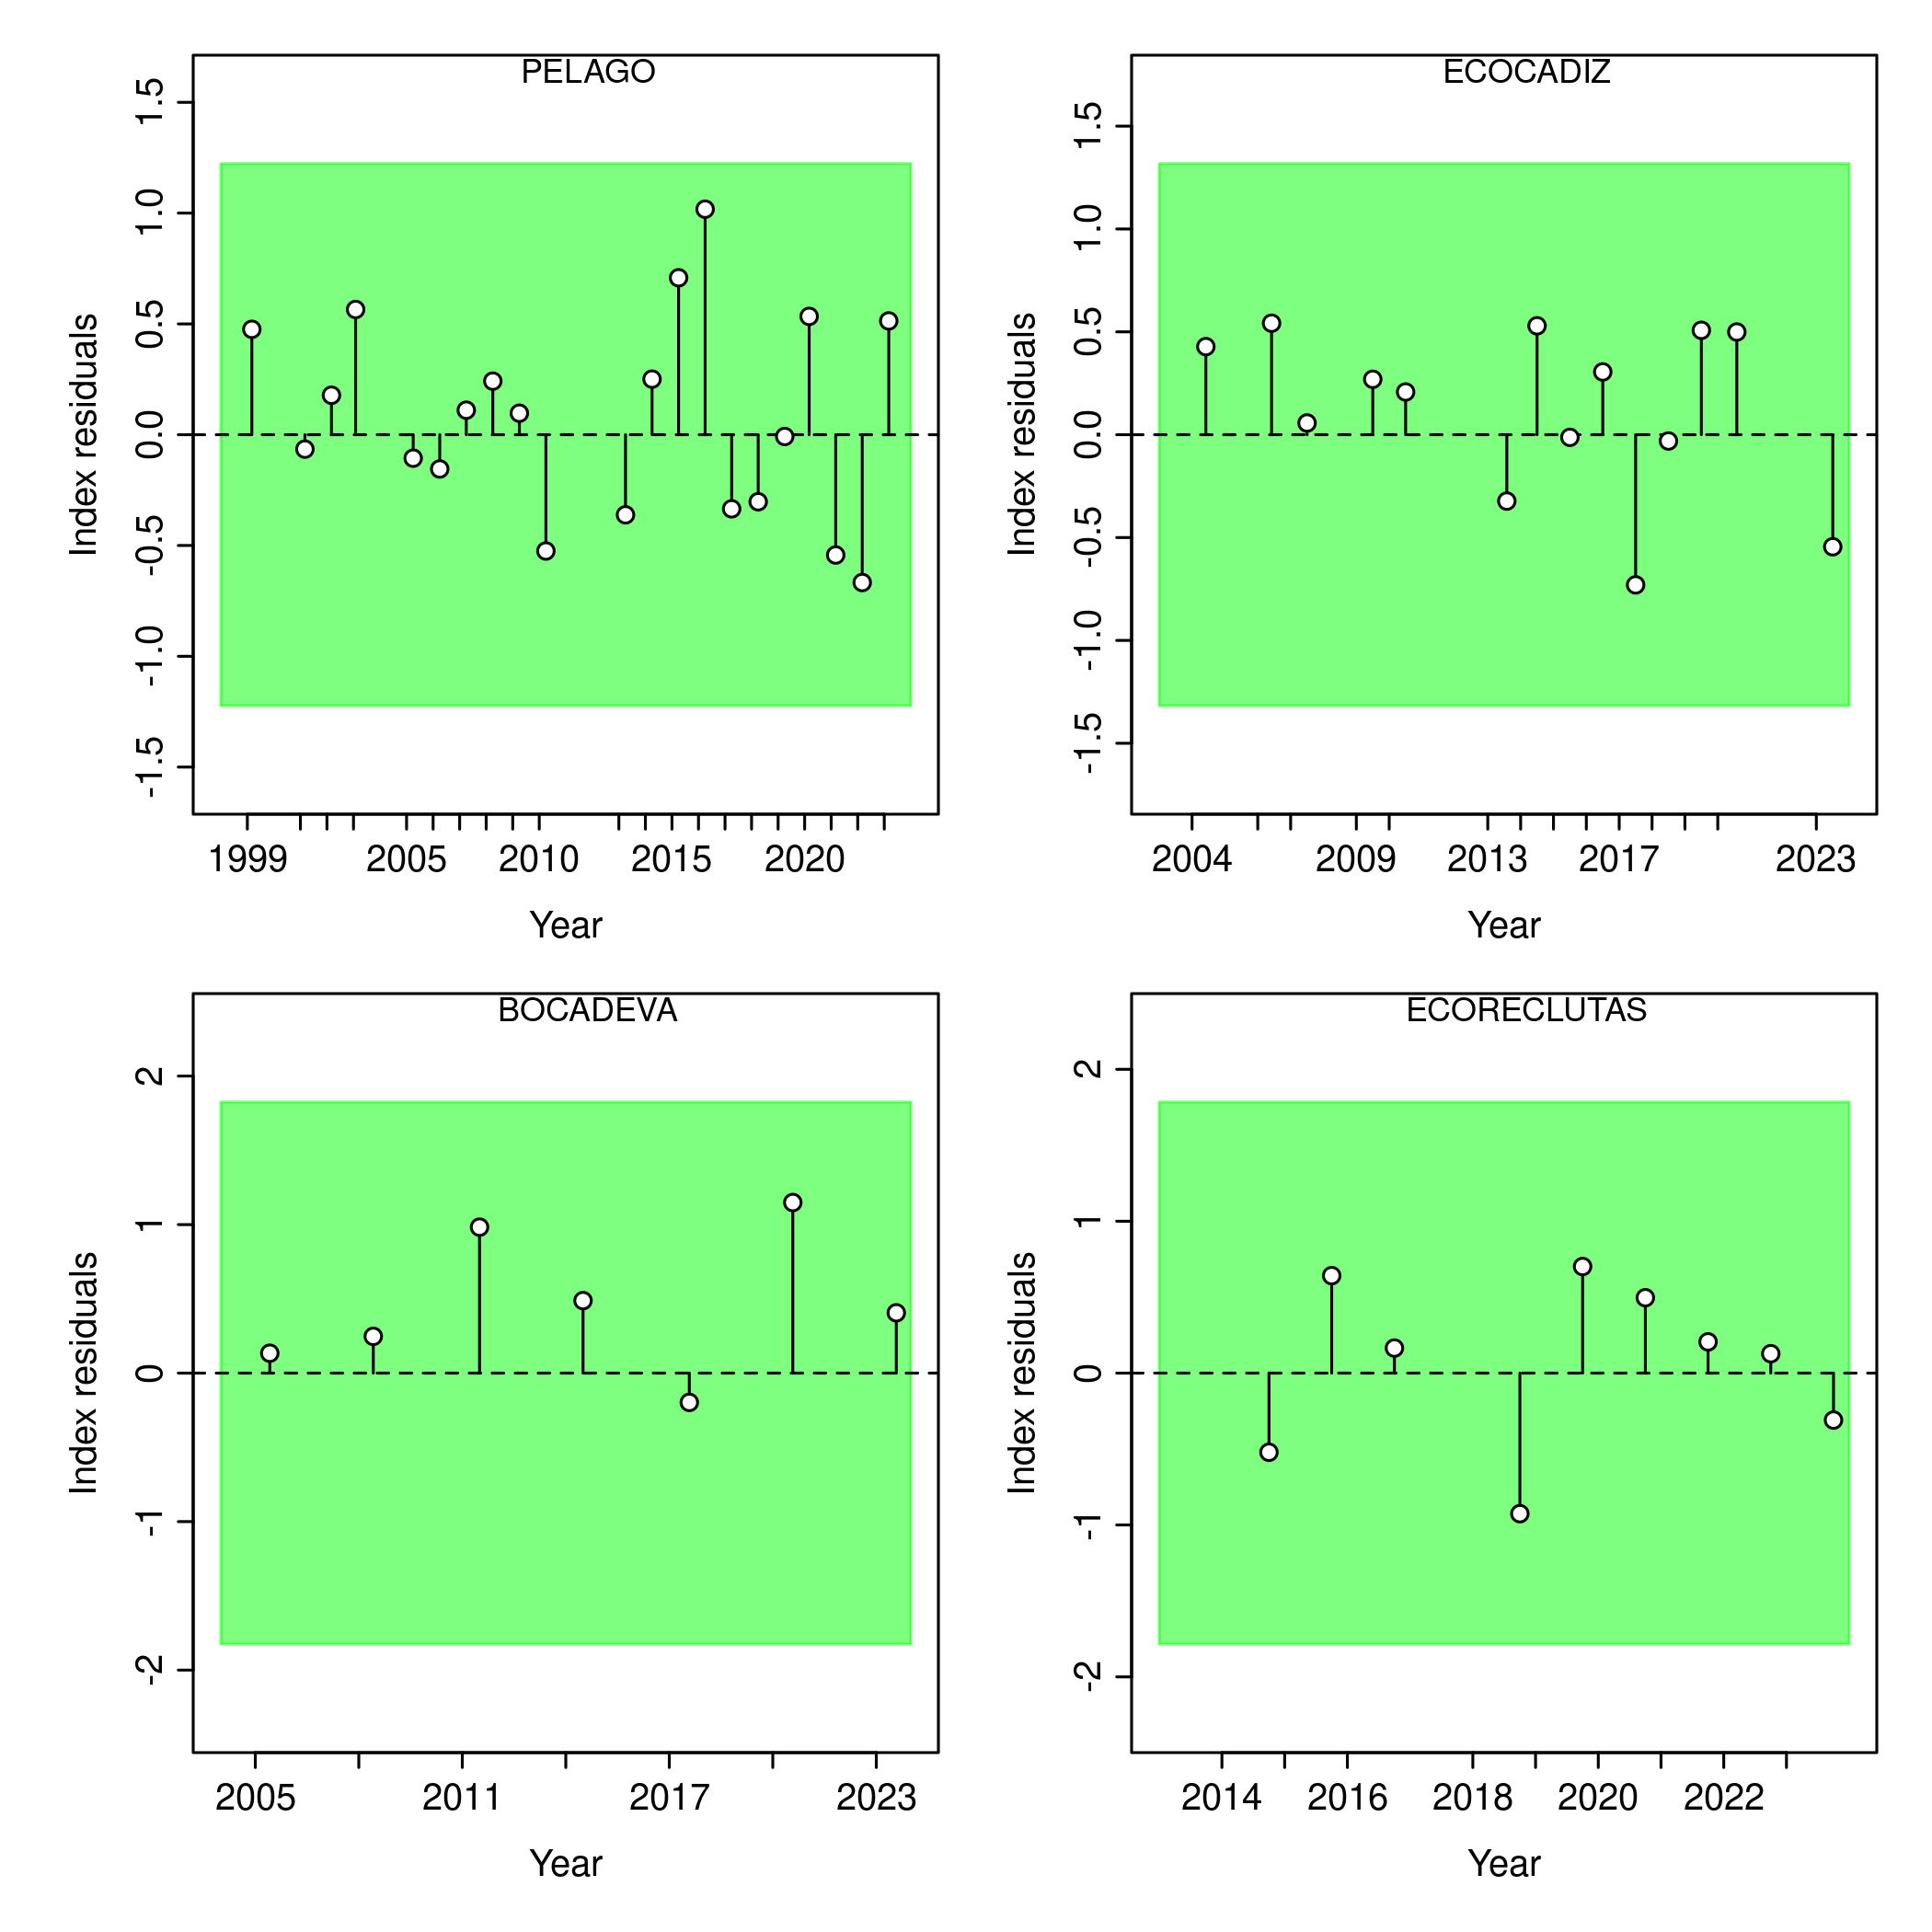 PELAGO
Index residuals
1.5
1.0
0.5
0.0
-0.5
-1.0
-1.5
1999 2005 2010 2015 2020
Year
ECOCADIZ
Index residuals
1.5
1.0
0.5
0.0
-0.5
-1.0
-1.5
2004 2009 2013 2017 2023
Year
BOCADEVA
Index residuals
2
1
0
-1
-2
2005 2011 2017 2023
Year
ECORECLUTAS
Index residuals
2
1
0
-1
-2
2014 2016 2018 2020 2022
Year